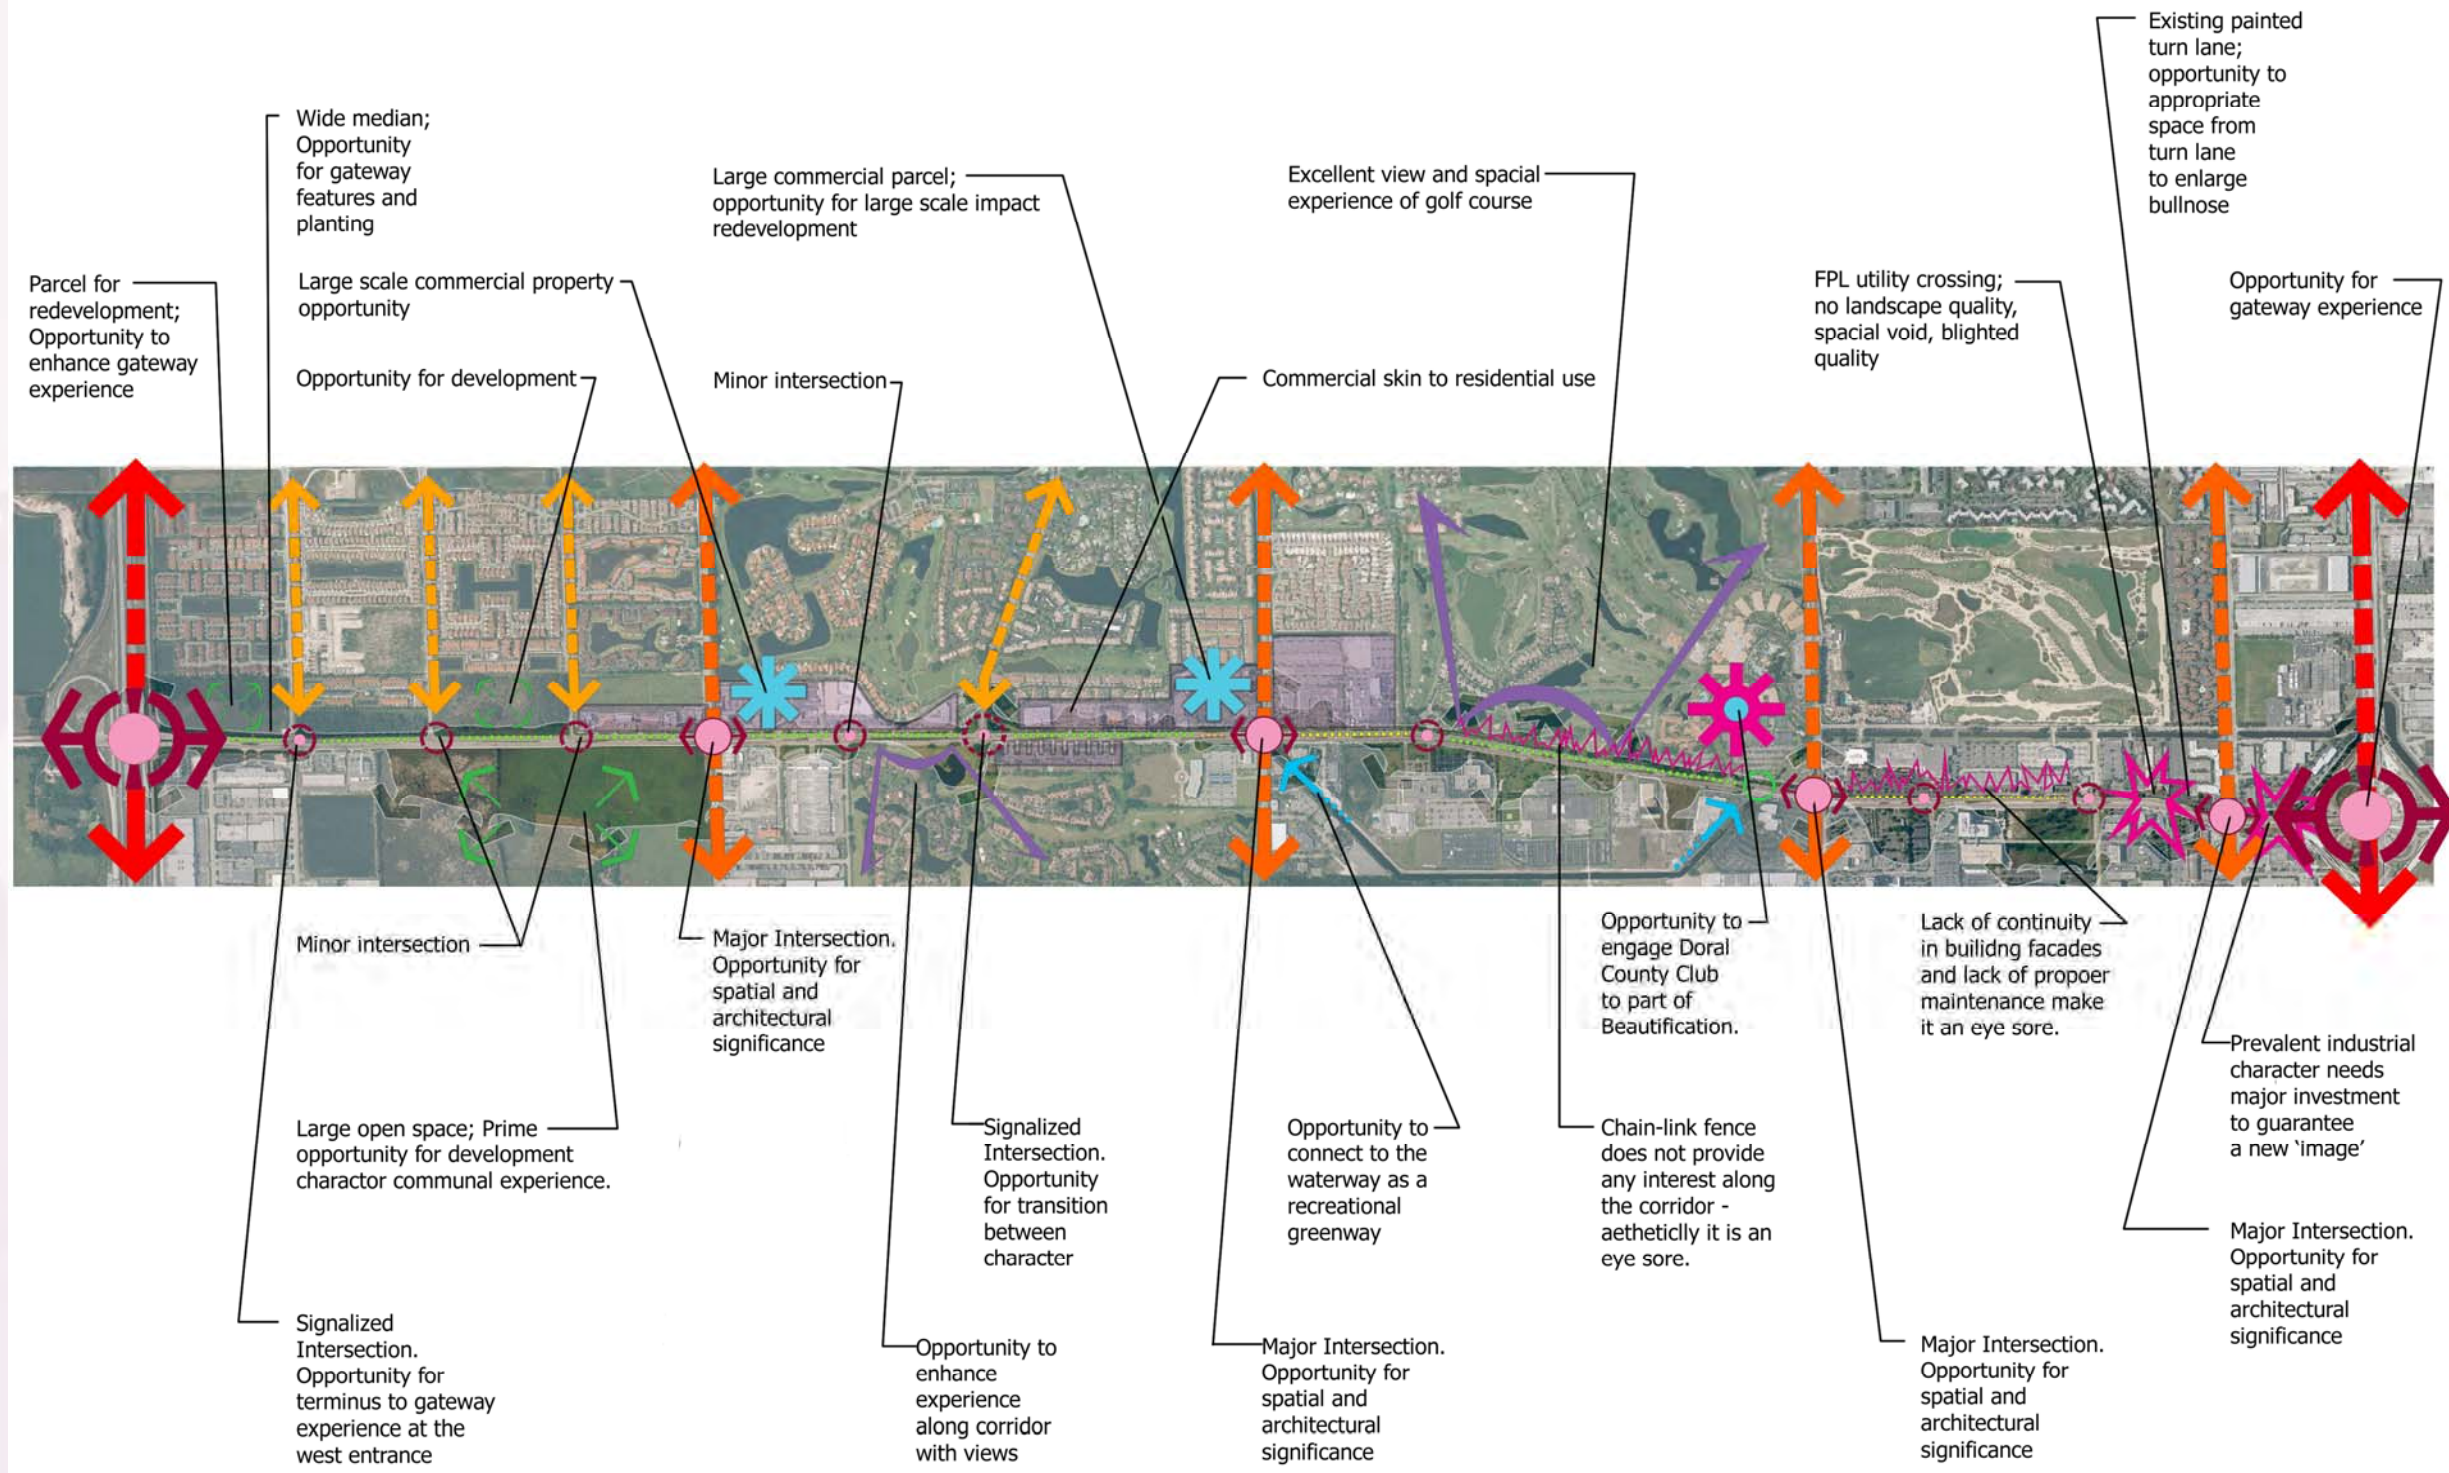 Existing painted
turn lane;
opportunity to
appropriate
space from
turn lane
to enlarge
bullnose
Wide median;
Opportunity
for gateway
features and
planting
Large commercial parcel;
opportunity for large scale impact
redevelopment
Excellent view and spacial
experience of golf course
Parcel for
redevelopment;
Opportunity to
enhance gateway
experience
Large scale commercial property
opportunity
FPL utility crossing;
no landscape quality,
spacial void, blighted
quality
Opportunity for
gateway experience
Opportunity for development
Minor intersection
Commercial skin to residential use
Minor intersection
Major Intersection.
Opportunity for
spatial and
architectural
significance
Opportunity to
engage Doral
County Club
to part of
Beautification.
Lack of continuity
in builidng facades
and lack of propoer
maintenance make
it an eye sore.
Prevalent industrial
character needs
major investment
to guarantee
a new ‘image’
Large open space; Prime
opportunity for development
charactor communal experience.
Signalized
Intersection.
Opportunity
for transition
between
character
Opportunity to
connect to the
waterway as a
recreational
greenway
Chain-link fence
does not provide
any interest along
the corridor -
aetheticlly it is an
eye sore.
Major Intersection.
Opportunity for
spatial and
architectural
significance
Signalized
Intersection.
Opportunity for
terminus to gateway
experience at the
west entrance
Opportunity to
enhance
experience
along corridor
with views
Major Intersection.
Opportunity for
spatial and
architectural
significance
Major Intersection.
Opportunity for
spatial and
architectural
significance